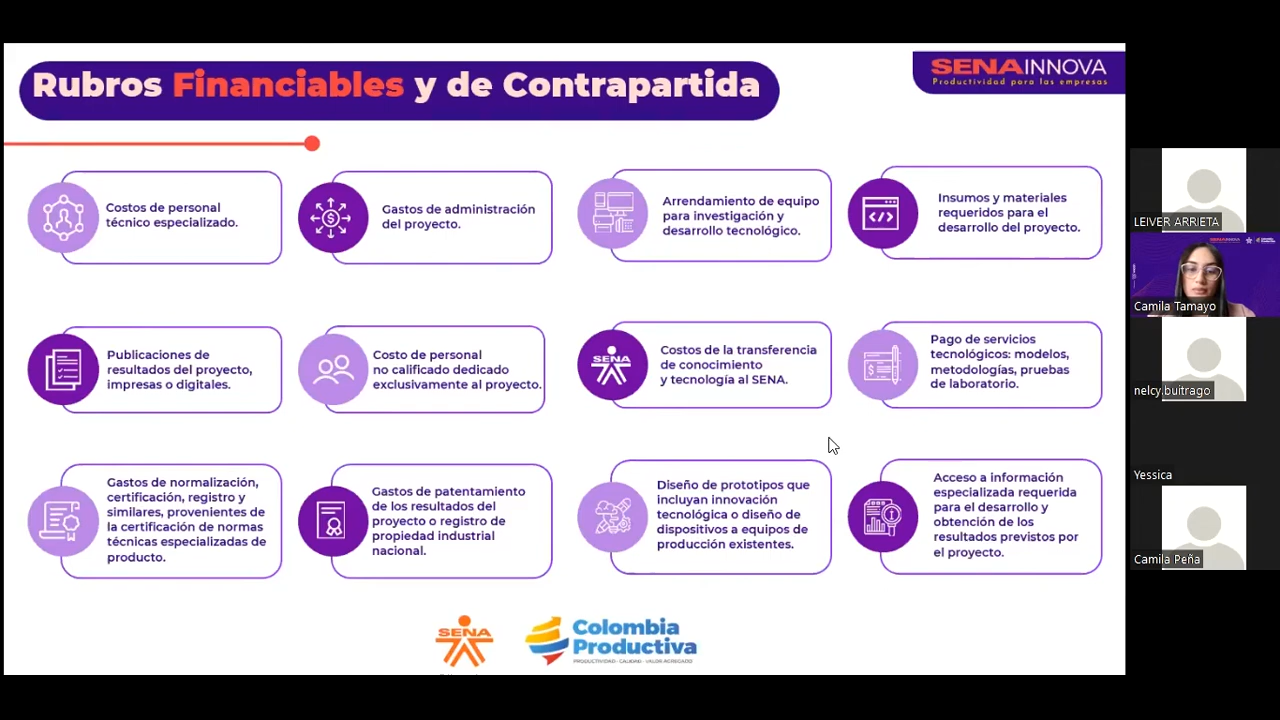 Rubros Financiables y de Contrapartida
SENAINNOVA
Productividad para las empresas
Costos de personal
técnico especializado.
Gastos de administración
del proyecto.
Arrendamiento de equipo
para investigación y
desarrollo tecnológico.
Insumos y materiales
requeridos para el
desarrollo del proyecto.
Publicaciones de
resultados del proyecto,
impresas o digitales.
Costo de personal
no calificado dedicado
exclusivamente al proyecto.
SENA
Costos de la transferencia
de conocimiento
y tecnología al SENA.
Pago de servicios
tecnológicos: modelos,
metodologías, pruebas
de laboratorio.
Gastos de normalización,
certificación, registro y
similares, provenientes de
la certificación de normas
técnicas especializadas de
producto.
Gastos de patentamiento
de los resultados del
proyecto o registro de
propiedad industrial
nacional.
Diseño de prototipos que
incluyan innovación
tecnológica o diseño de
dispositivos a equipos de
producción existentes.
Acceso a información
especializada requerida
para el desarrollo y
obtención de los
resultados previstos por
el proyecto.
SENA
Colombia
Productiva
PRODUCTIVIDAD - CALIDAD - VALOR AGREGADO
LEIVER ARRIETA
Camila Tamayo
nelcy.buitrago
Yessica
Camila Peña